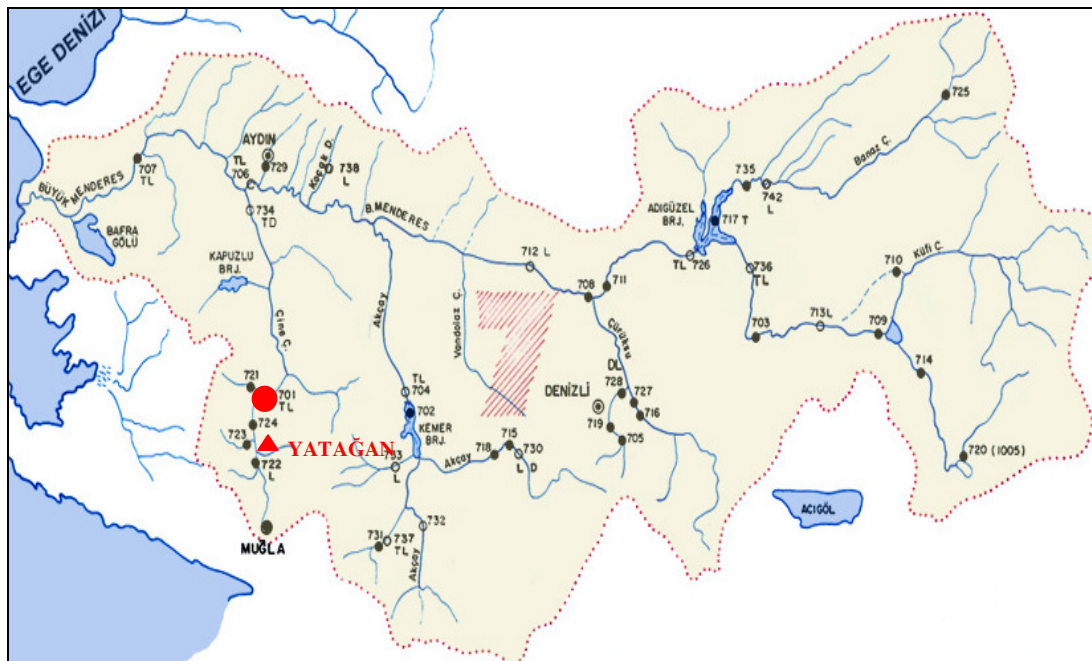 EGE DENİZİ
725
AYDIN
TL
729
706
Koçak D.
738
L
707
TL
BÜYÜK MENDERES
734
TD
BAFRA
GÖLÜ
B.MENDERES
735
742
L
Banaz Ç.
ADIGÜZEL
BRJ.
717 T
KAPUZLU
BRJ.
712 L
TL 726
736
TL
710
Küfi Ç.
708
711
Çine Ç.
Akçay
Vandalaz Ç.
7
Çürüksu
703
713L
709
714
721
701
TL
TL
704
702
KEMER
BRJ.
DL
728
727
DENİZLİ
716
719
705
724
723
YATAĞAN
722
L
733
L
Akçay
718
715
730
L D
720 (1005)
MUĞLA
732
731
737
TL
Akçay
ACIGÖL